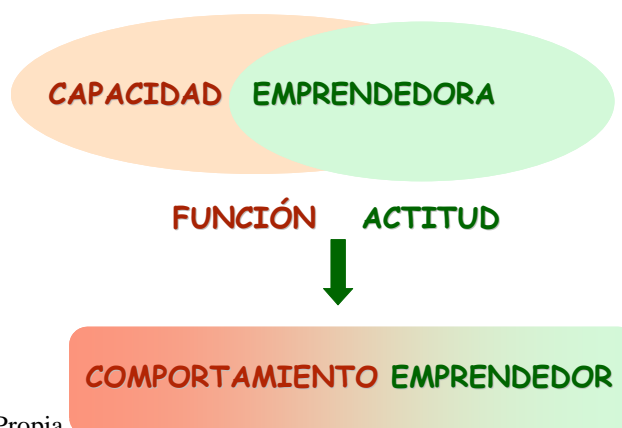 CAPACIDAD EMPRENDEDORA
FUNCIÓN ACTITUD
COMPORTAMIENTO EMPRENDEDOR
Propia